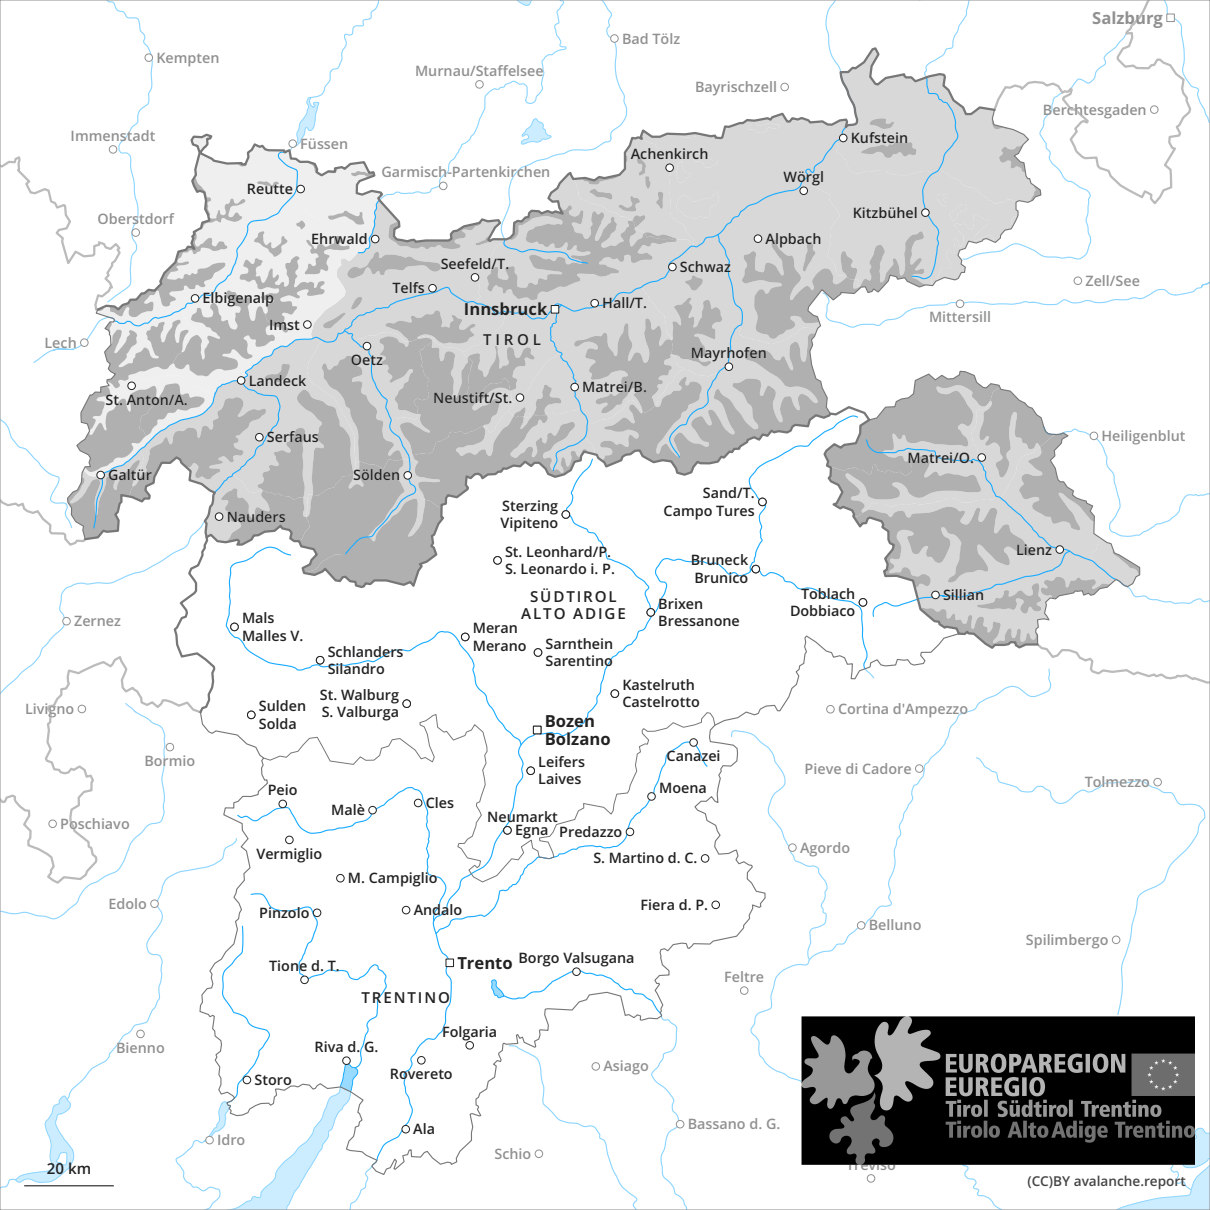 Salzburg
Bad Tölz
Kempten
Murnau/Staffelsee
Bayrischzell
Berchtesgaden
Immenstadt
Füssen
Kufstein
Achenkirch
Garmisch-Partenkirchen
Wörgl
Reutte
Oberstdorf
Kitzbühel
Ehrwald
Alpbach
Seefeld/T.
Schwaz
Zell/See
Telfs
Elbigenalp
Hall/T.
Innsbruck
Mittersill
Imst
TIROL
Lech
Mayrhofen
Oetz
Landeck
Matrei/B.
St. Anton/A.
Neustift/St.
Serfaus
Heiligenblut
Matrei/O.
Galtür
Sölden
Sand/T.
Campo Tures
Sterzing
Vipiteno
Nauders
Lienz
St. Leonhard/P.
S. Leonardo i. P.
Bruneck
Brunico
SÜDTIROL
ALTO ADIGE
Toblach
Dobbiaco
Sillian
Brixen
Bressanone
Zernez
Mals
Malles V.
Meran
Merano
Sarnthein
Sarentino
Schlanders
Silandro
Kastelruth
Castelrotto
St. Walburg
S. Valburga
Livigno
Sulden
Solda
Cortina d'Ampezzo
Bozen
Bolzano
Bormio
Canazei
Leifers
Laives
Pieve di Cadore
Tolmezzo
Peio
Moena
Malè
Cles
Neumarkt
Egna
Poschiavo
Predazzo
Vermiglio
S. Martino d. C.
Agordo
M. Campiglio
Edolo
Pinzolo
Andalo
Fiera d. P.
Belluno
Spilimbergo
Trento
Borgo Valsugana
Tione d. T.
Feltre
TRENTINO
Folgaria
Bienno
Riva d. G.
Rovereto
Asiago
Storo
EUROPAREGION
EUREGIO
Tirol Südtirol Trentino
Tirolo Alto Adige Trentino
Idro
Ala
Bassano d. G.
Schio
Treviso
20 km
(CC)BY avalanche.report